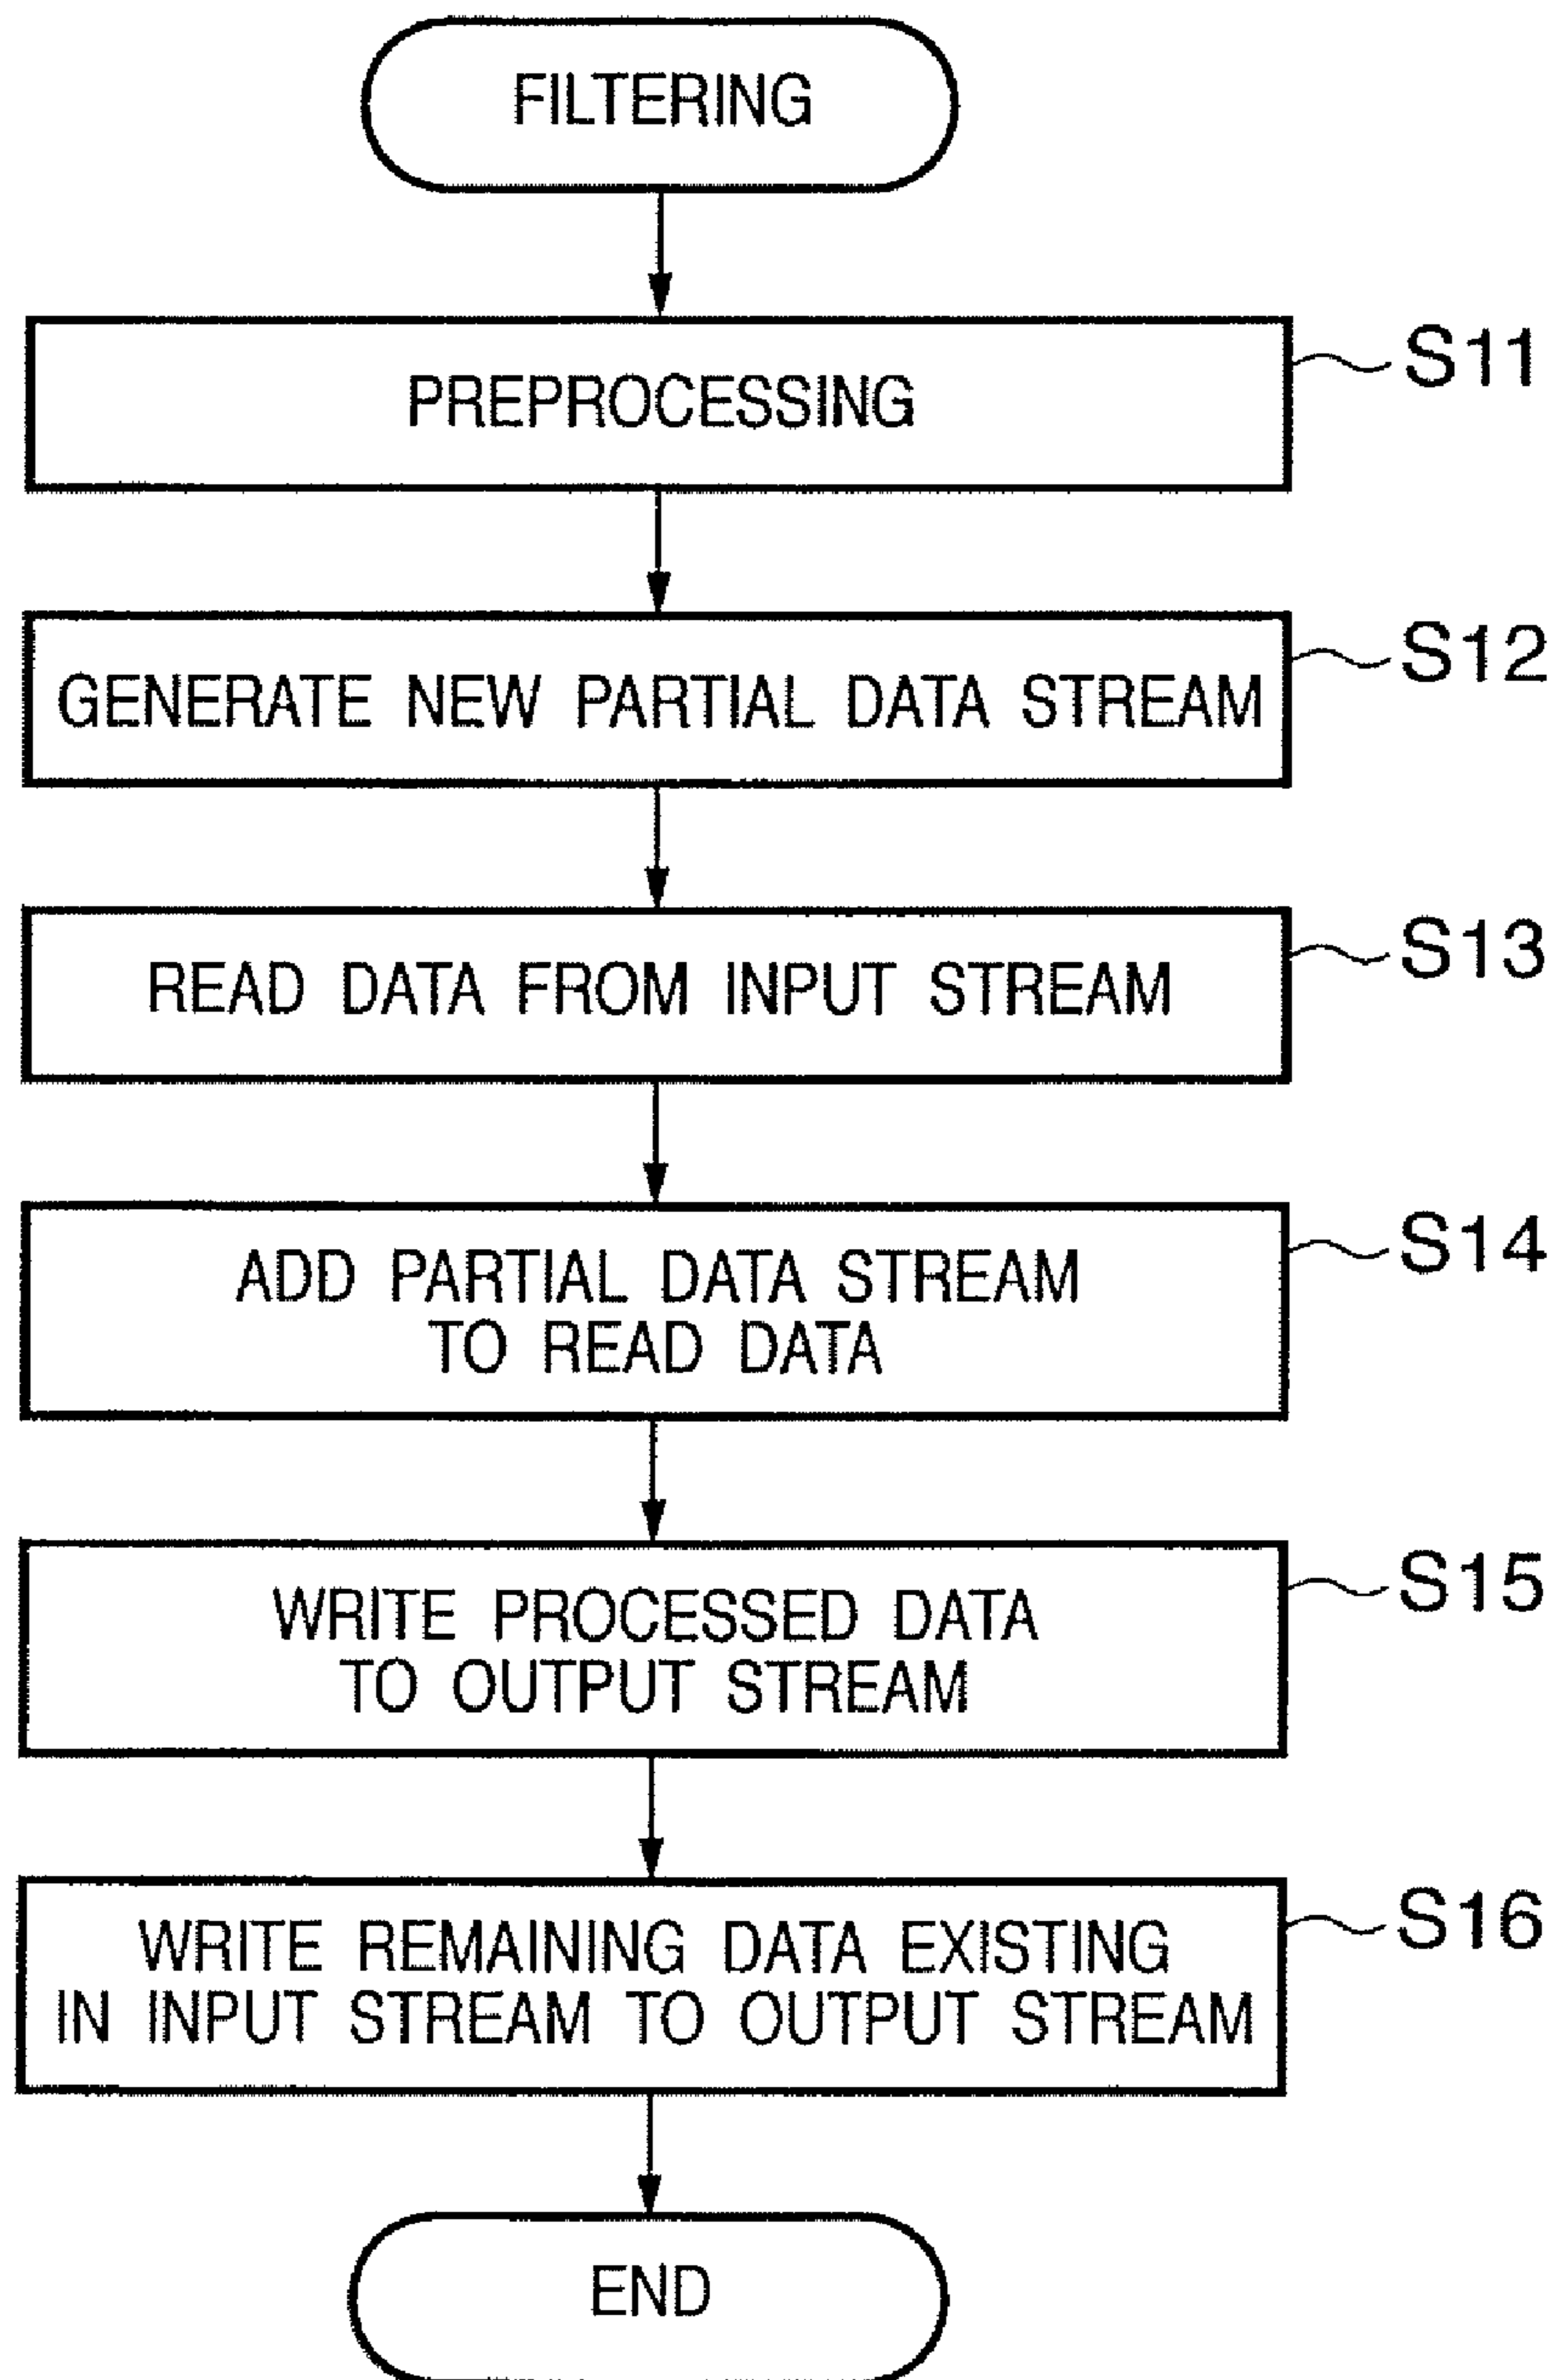 FILTERING
PREPROCESSING
S11
GENERATE NEW PARTIAL DATA STREAM
S12
READ DATA FROM INPUT STREAM
S13
ADD PARTIAL DATA STREAM
TO READ DATA
S14
WRITE PROCESSED DATA
TO OUTPUT STREAM
S15
WRITE REMAINING DATA EXISTING
IN INPUT STREAM TO OUTPUT STREAM
S16
END